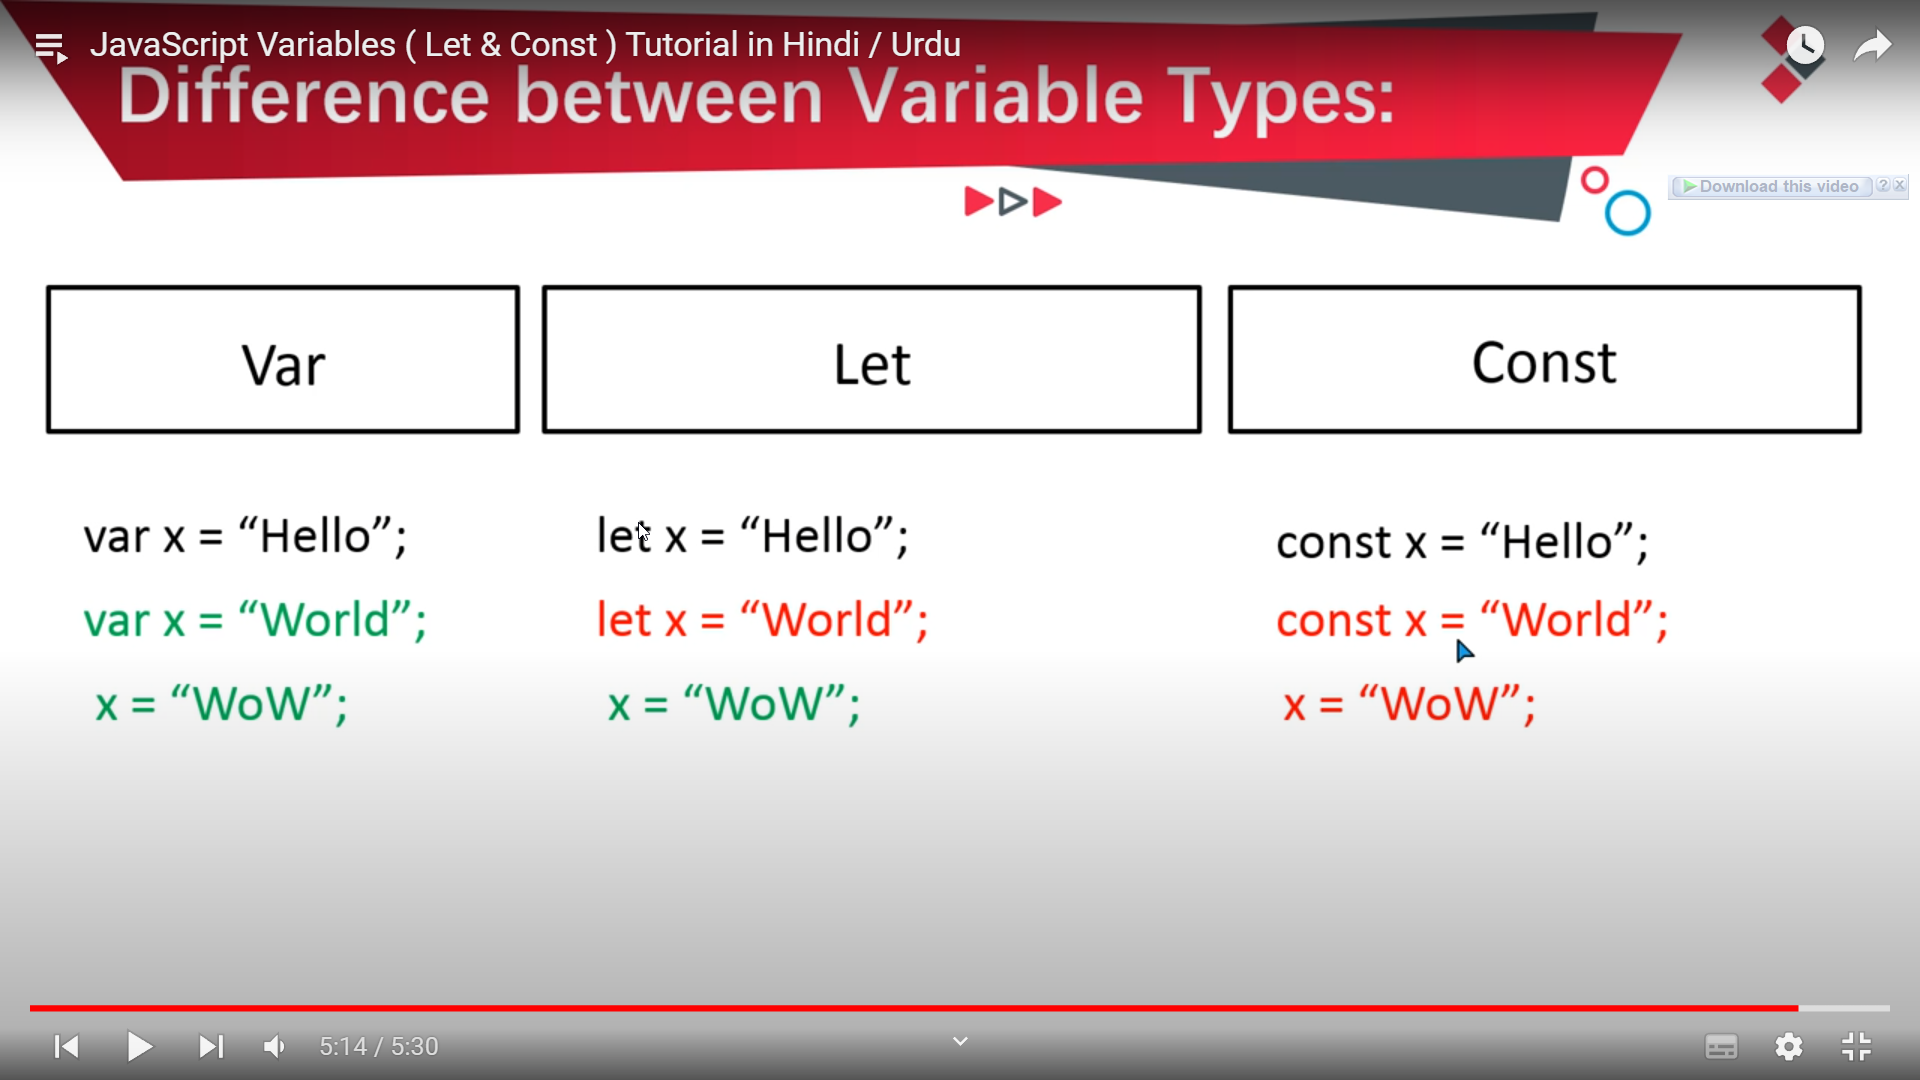 JavaScript Variables ( Let & Const ) Tutorial in Hindi / Urdu
Difference between Variable Types:
Download this video
Var
Let
Const
var x = “Hello”;
var x = “World”;
x = “WoW”;
let x = “Hello”;
let x = “World”;
x = “WoW”;
const x = “Hello”;
const x = “World”;
x = “WoW”;
5:14 / 5:30